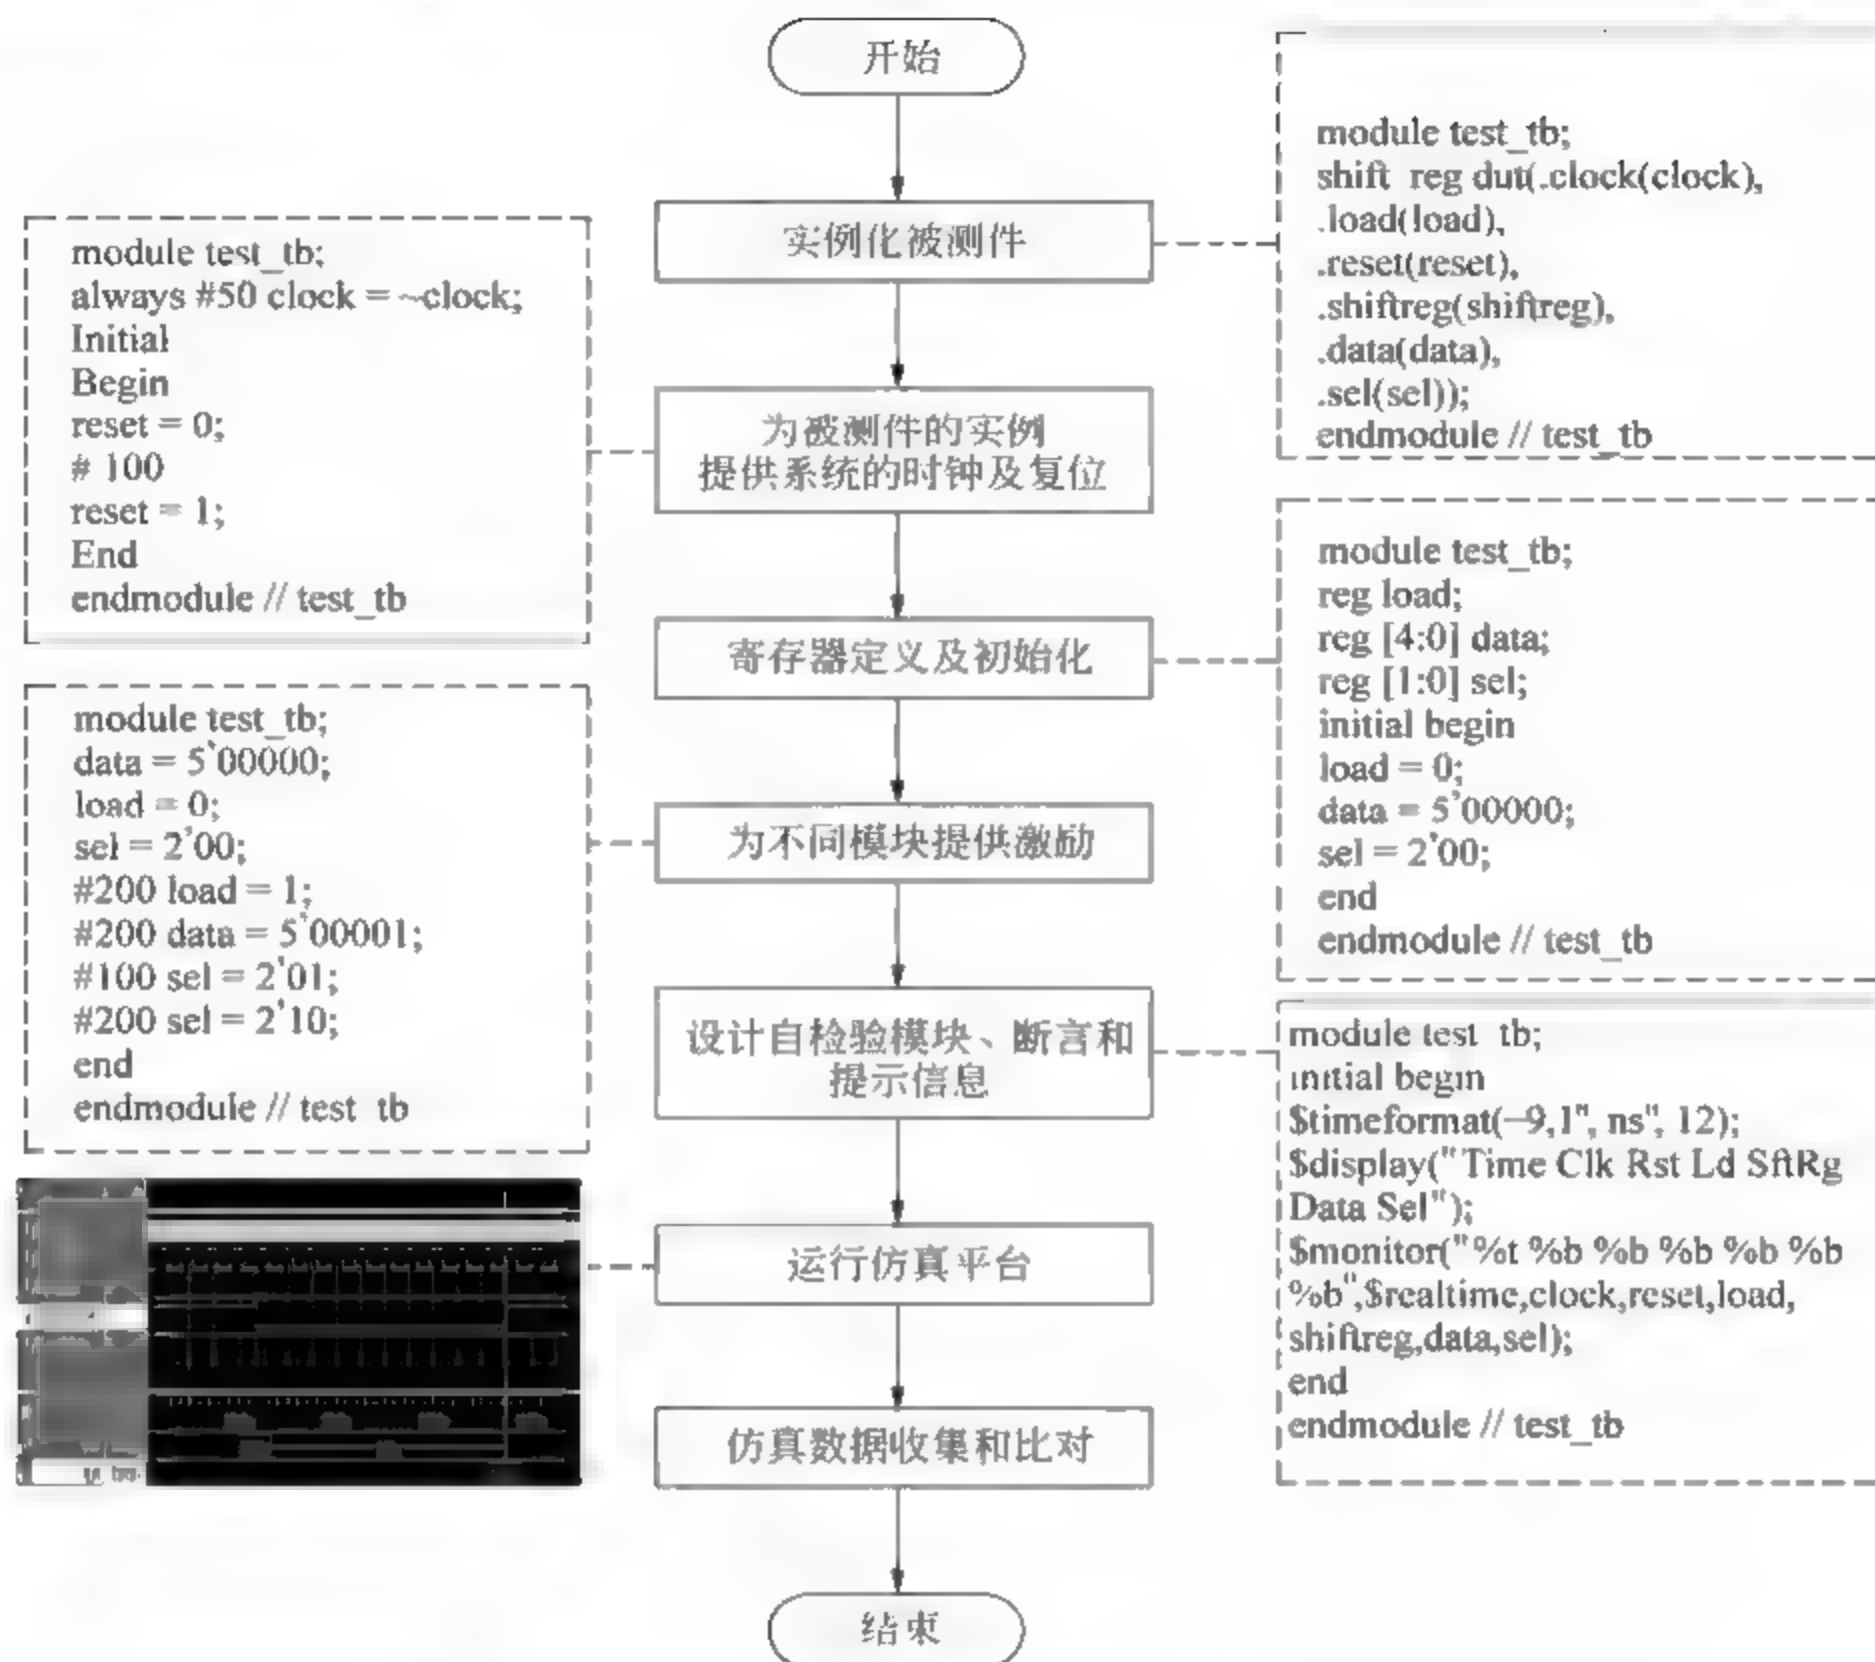 开始
实例化被测件
module test_tb;
shift reg dut(.clock(clock),
.load(load),
.reset(reset),
.shiftreg(shiftreg),
.data(data),
.sel(sel));
endmodule // test_tb
为被测件的实例
提供系统的时钟及复位
module test_tb;
always #50 clock = ~clock;
Initial
Begin
reset = 0;
# 100
reset = 1;
End
endmodule // test_tb
寄存器定义及初始化
module test_tb;
reg load;
reg [4:0] data;
reg [1:0] sel;
initial begin
load = 0;
data = 5'00000;
sel = 2'00;
end
endmodule // test_tb
为不同模块提供激励
module test_tb;
data = 5`00000;
load = 0;
sel = 2'00;
#200 load = 1;
#200 data = 5'00001;
#100 sel = 2'01;
#200 sel = 2'10;
end
endmodule // test tb
设计自检验模块、断言和
提示信息
module test tb;
initial begin
$timeformat(−9,1", ns", 12);
$display("Time Clk Rst Ld SftRg
Data Sel");
$monitor("%t %b %b %b %b %b
%b",$realtime,clock,reset,load,
shiftreg,data,sel);
end
endmodule // test_tb
运行仿真平台
仿真数据收集和比对
结束